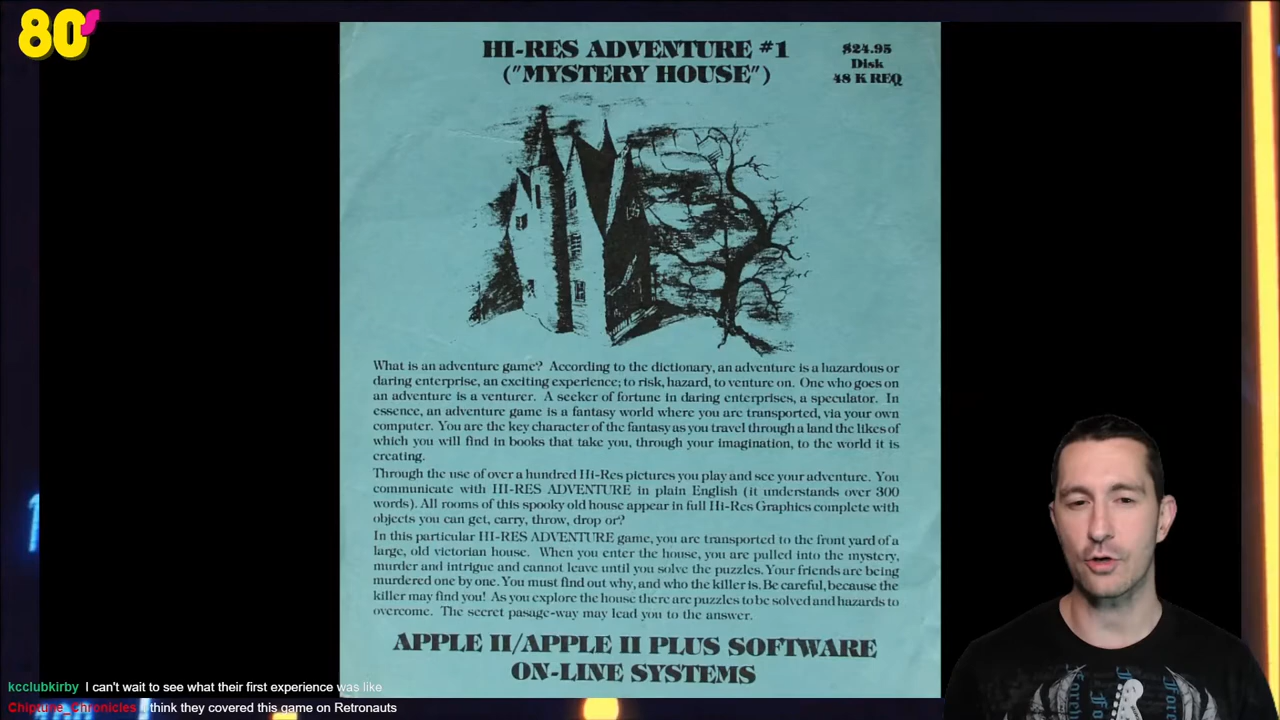 80s
HI-RES ADVENTURE #1
("MYSTERY HOUSE")
$24.95
Disk
48 K REQ
What is an adventure game? According to the dictionary, an adventure is a hazardous or
daring enterprise, an exciting experience; to risk, hazard, to venture on. One who goes on
an adventure is a venturer. A seeker of fortune in daring enterprises, a speculator. In
essence, an adventure game is a fantasy world where you are transported, via your own
computer. You are the key character of the fantasy as you travel through a land the likes of
which you will find in books that take you, through your imagination, to the world it is
creating.
Through the use of over a hundred Hi-Res pictures you play and see your adventure. You
communicate with HI-RES ADVENTURE in plain English (it understands over 300
words). All rooms of this spooky old house appear in full Hi-Res Graphics complete with
objects you can get, carry, throw, drop or?
In this particular HI-RES ADVENTURE game, you are transported to the front yard of a
large, old victorian house. When you enter the house, you are pulled into the mystery,
murder and intrigue and cannot leave until you solve the puzzles. Your friends are being
murdered one by one. You must find out why, and who the killer is. Be careful, because the
killer may find you! As you explore the house there are puzzles to be solved and hazards to
overcome. The secret pasage-way may lead you to the answer.
APPLE II/APPLE II PLUS SOFTWARE
ON-LINE SYSTEMS
kcclubkirby I can't wait to see what their first experience was like
Chiptune_Chronicles think they covered this game on Retronauts